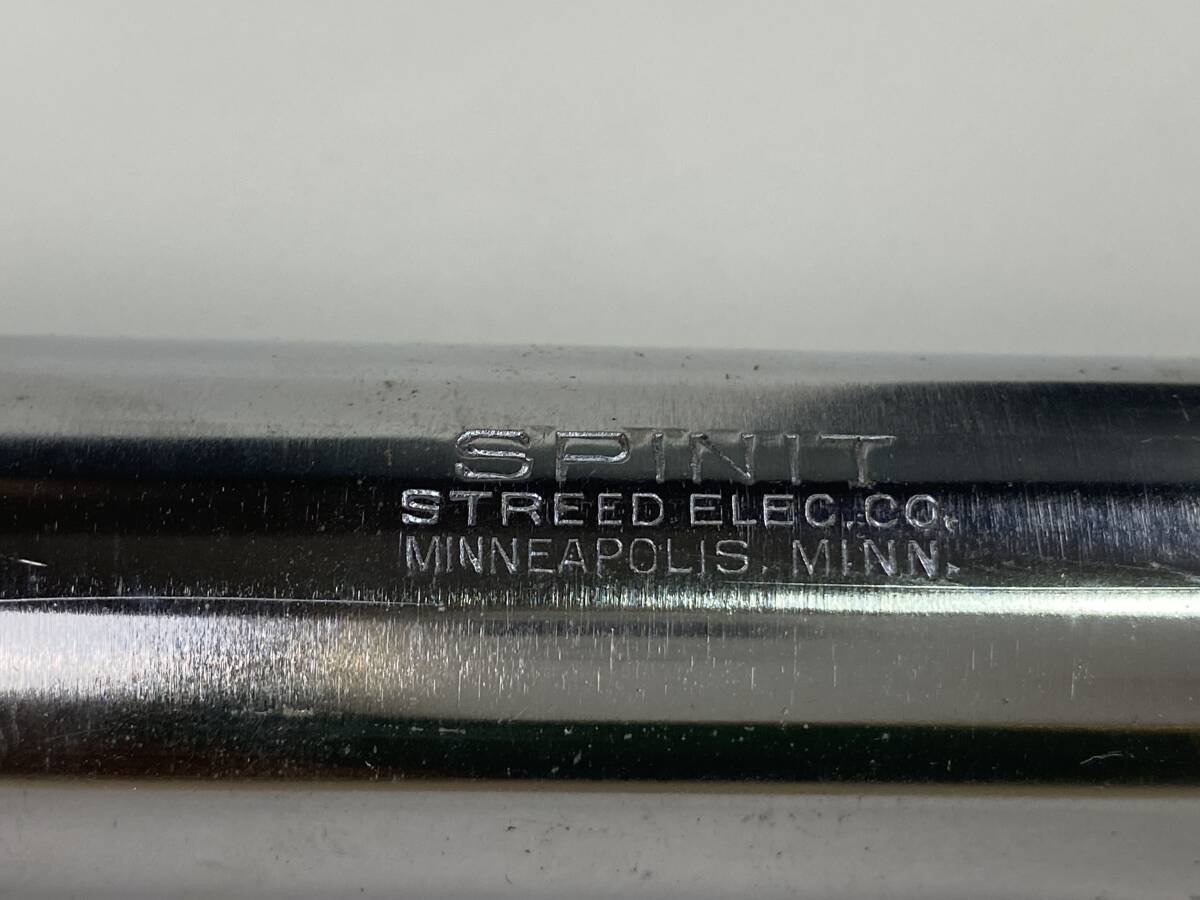 SPINIT
STREED ELEC. CO.
MINNEAPOLIS, MINN.